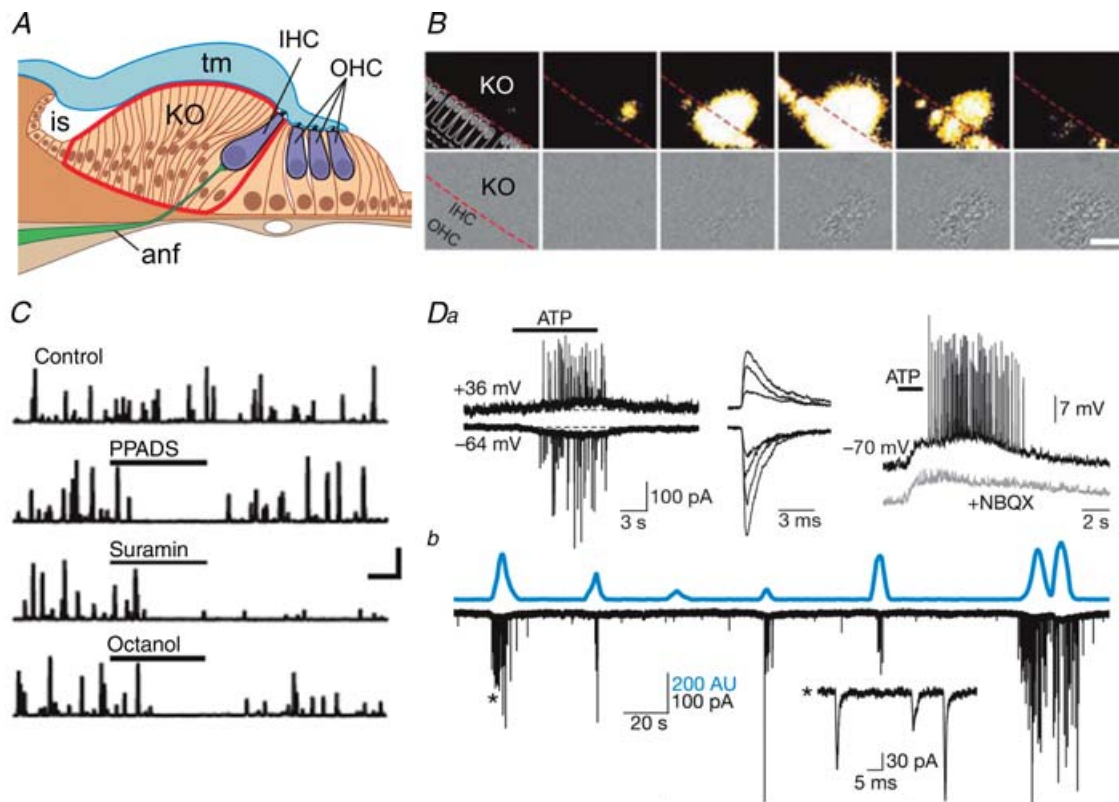 A
IHC
tm
OHC
KO
is
anf
B
KO
KO
IHC
OHC
C
Control
PPADS
Suramin
Octanol
Da
ATP
+36 mV
−64 mV
100 pA
3 s
3 ms
ATP
7 mV
−70 mV
+NBQX
2 s
b
200 AU
100 pA
20 s
*
*
30 pA
5 ms